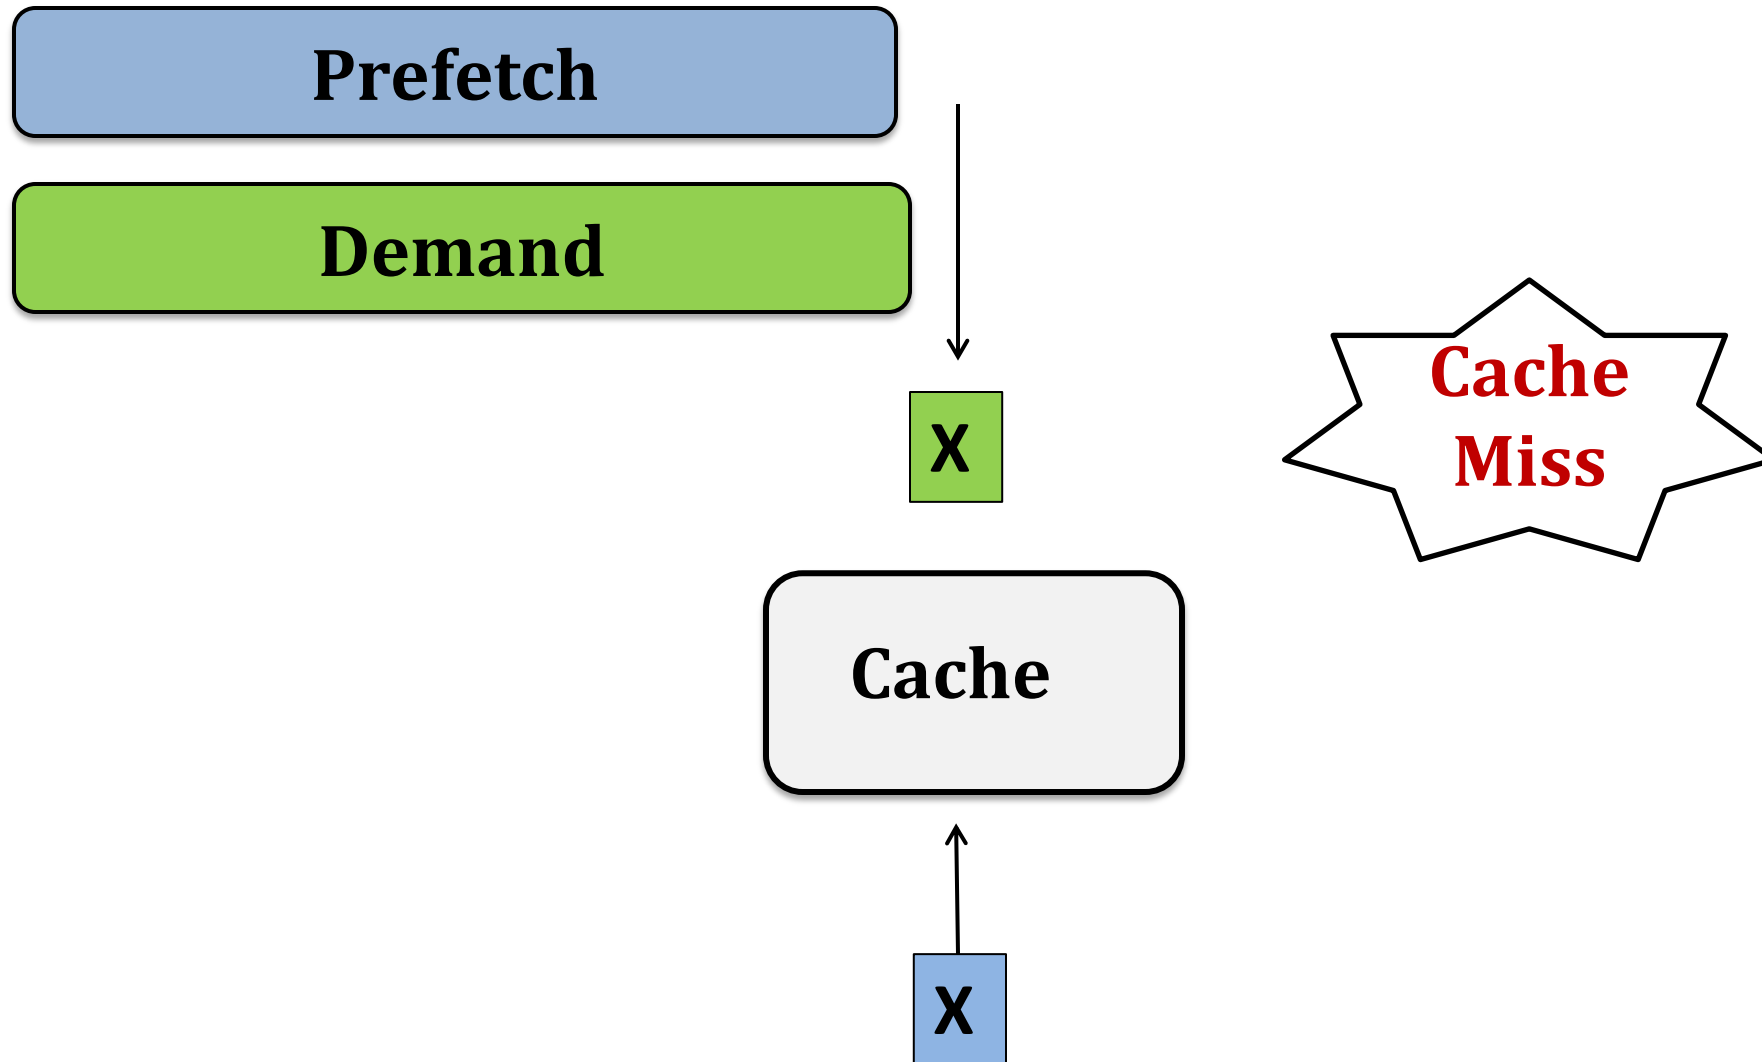 Prefetch
Demand
X
Cache
Miss
Cache
X